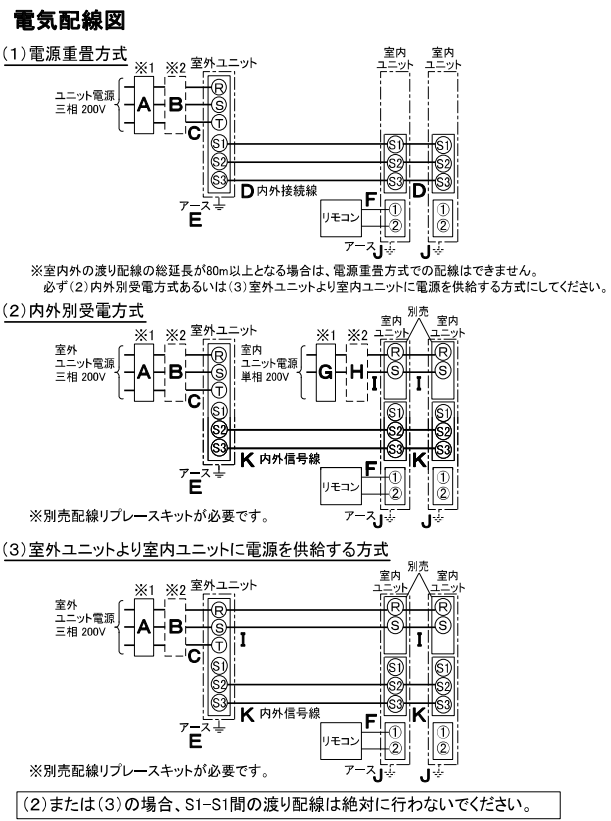 電気配線図
(1)電源重畳方式
※1 ※2 室外ユニット 室内ユニット 室内ユニット
ユニット電源
三相 200V
A B C
R
S
T
S1
S2
S3
S1
S2
S3
S1
S2
S3
D 内外接続線 D
アース
E
リモコン F
①
②
①
②
アース J J
※室内外の渡り配線の総延長が80m以上となる場合は、電源重畳方式での配線はできません。
必ず(2)内外別受電方式あるいは(3)室外ユニットより室内ユニットに電源を供給する方式にしてください。
(2)内外別受電方式
※1 ※2 室外ユニット ※1 ※2 室内ユニット 別売 室内ユニット
室外
ユニット電源
三相 200V
A B C
R
S
T
S1
S2
S3
室内
ユニット電源
単相 200V
G H I I
R
S
R
S
S1
S2
S3
S1
S2
S3
K 内外信号線 K
アース
E
リモコン F
①
②
①
②
アース J J
※別売配線リプレースキットが必要です。
(3)室外ユニットより室内ユニットに電源を供給する方式
※1 ※2 室外ユニット 室内ユニット 別売 室内ユニット
室外
ユニット電源
三相 200V
A B C
R
S
T
S1
S2
S3
I I
R
S
R
S
S1
S2
S3
S1
S2
S3
K 内外信号線 K
アース
E
リモコン F
①
②
①
②
アース J J
※別売配線リプレースキットが必要です。
(2)または(3)の場合、S1-S1間の渡り配線は絶対に行わないでください。